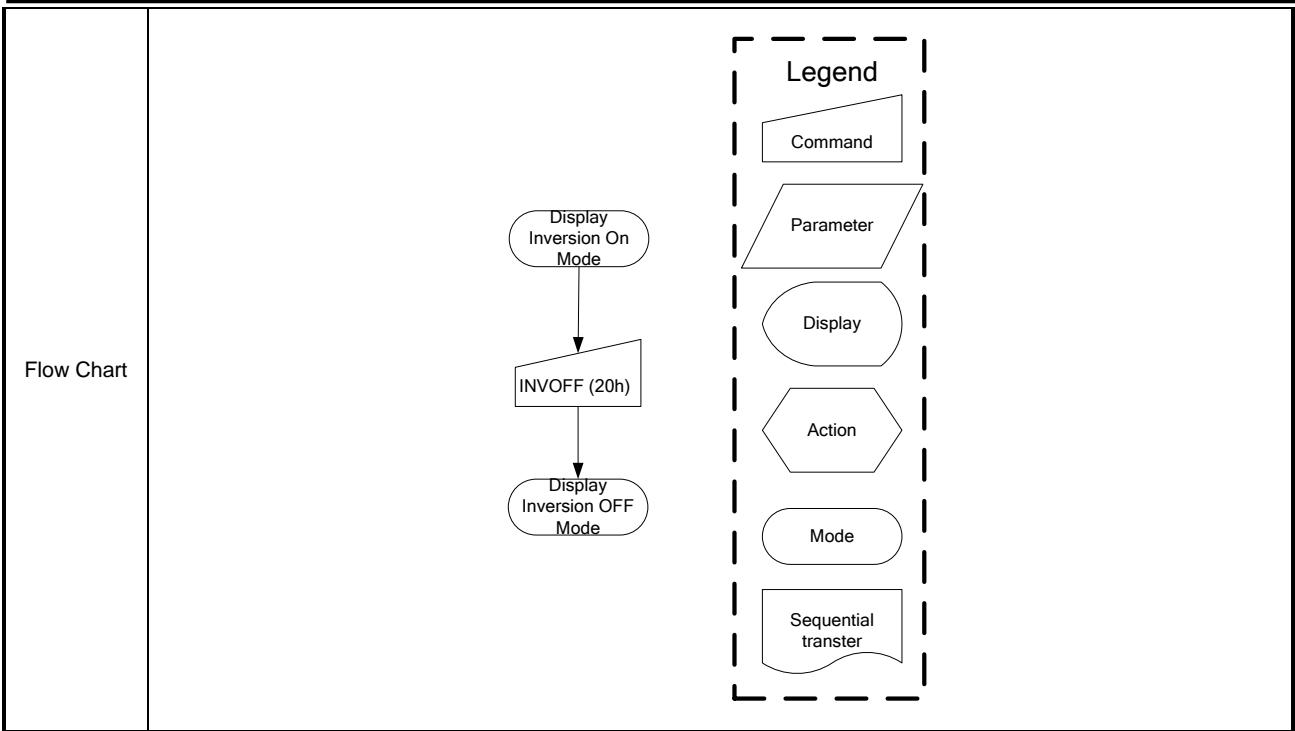 Flow Chart
Display
Inversion On
Mode
INVOFF (20h)
Display
Inversion OFF
Mode
Legend
Command
Parameter
Display
Action
Mode
Sequential
transter